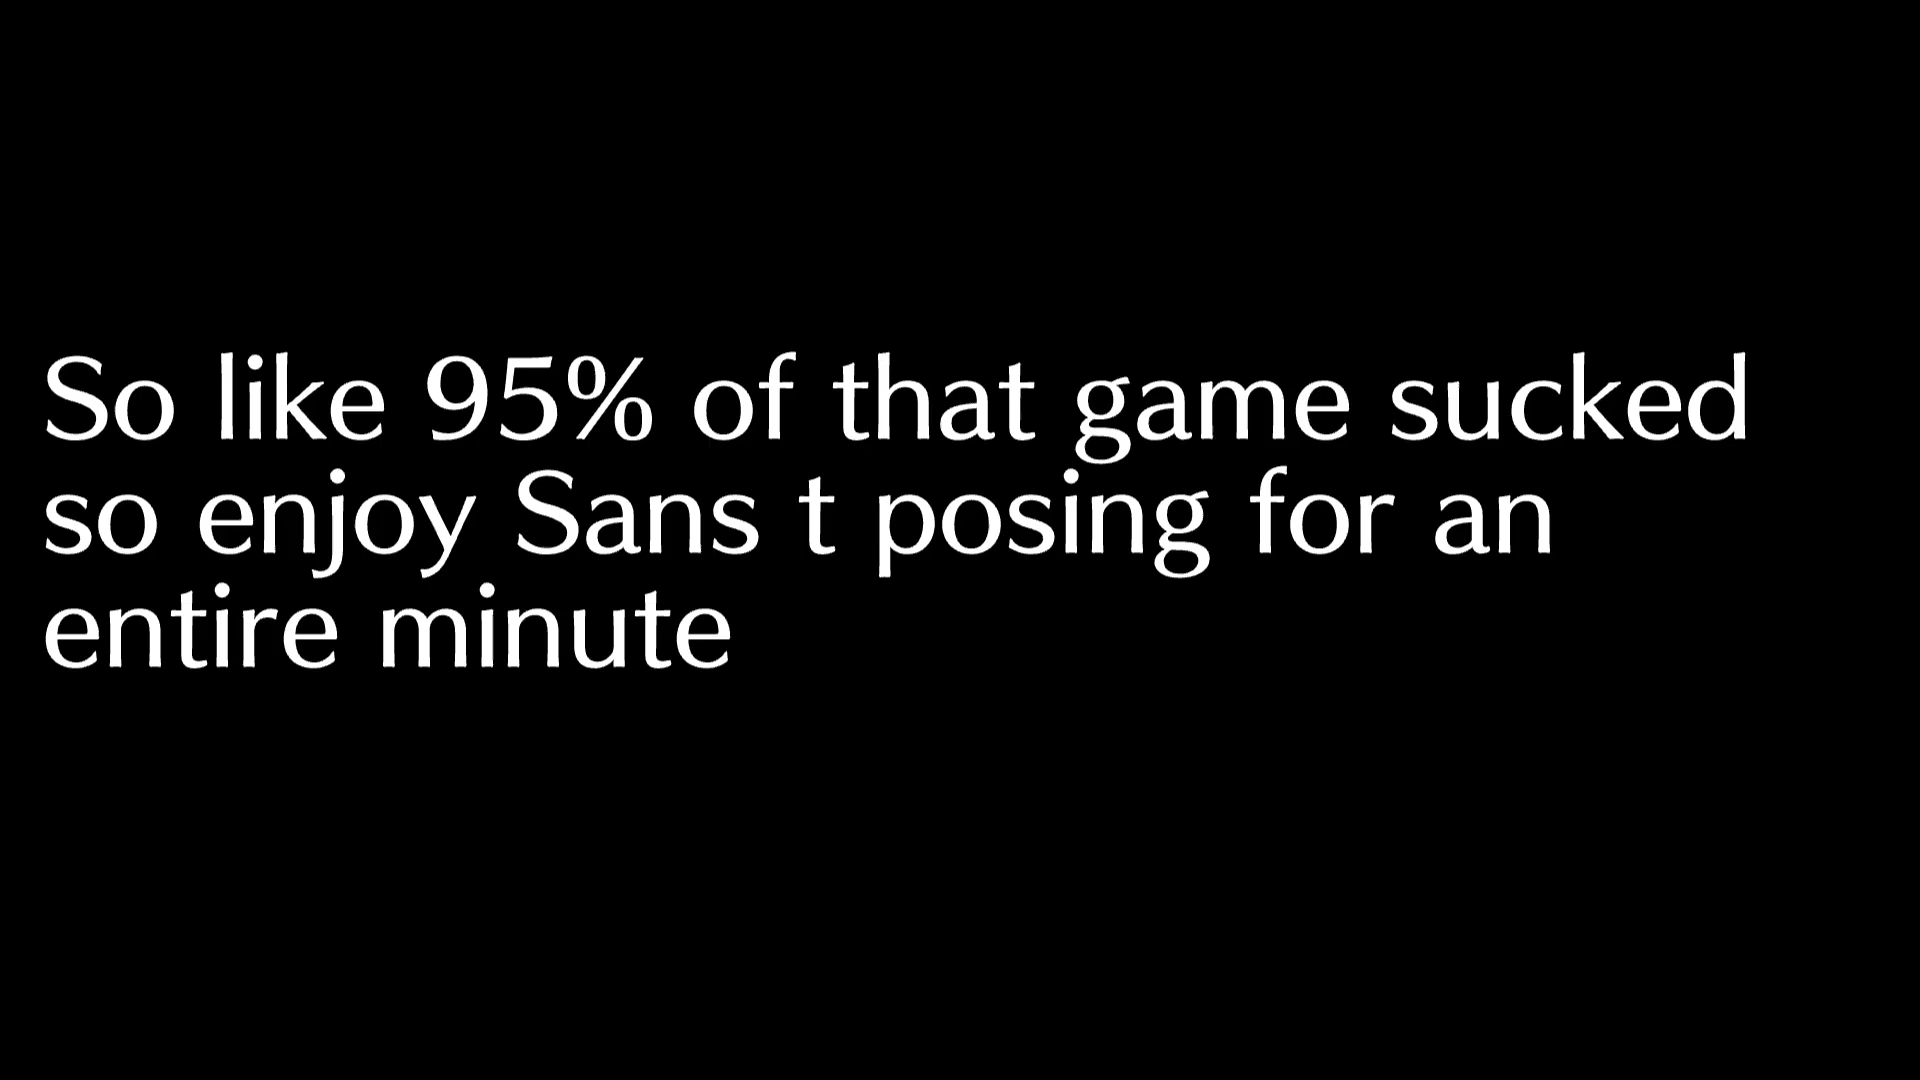 So like 95% of that game sucked
so enjoy Sans t posing for an
entire minute